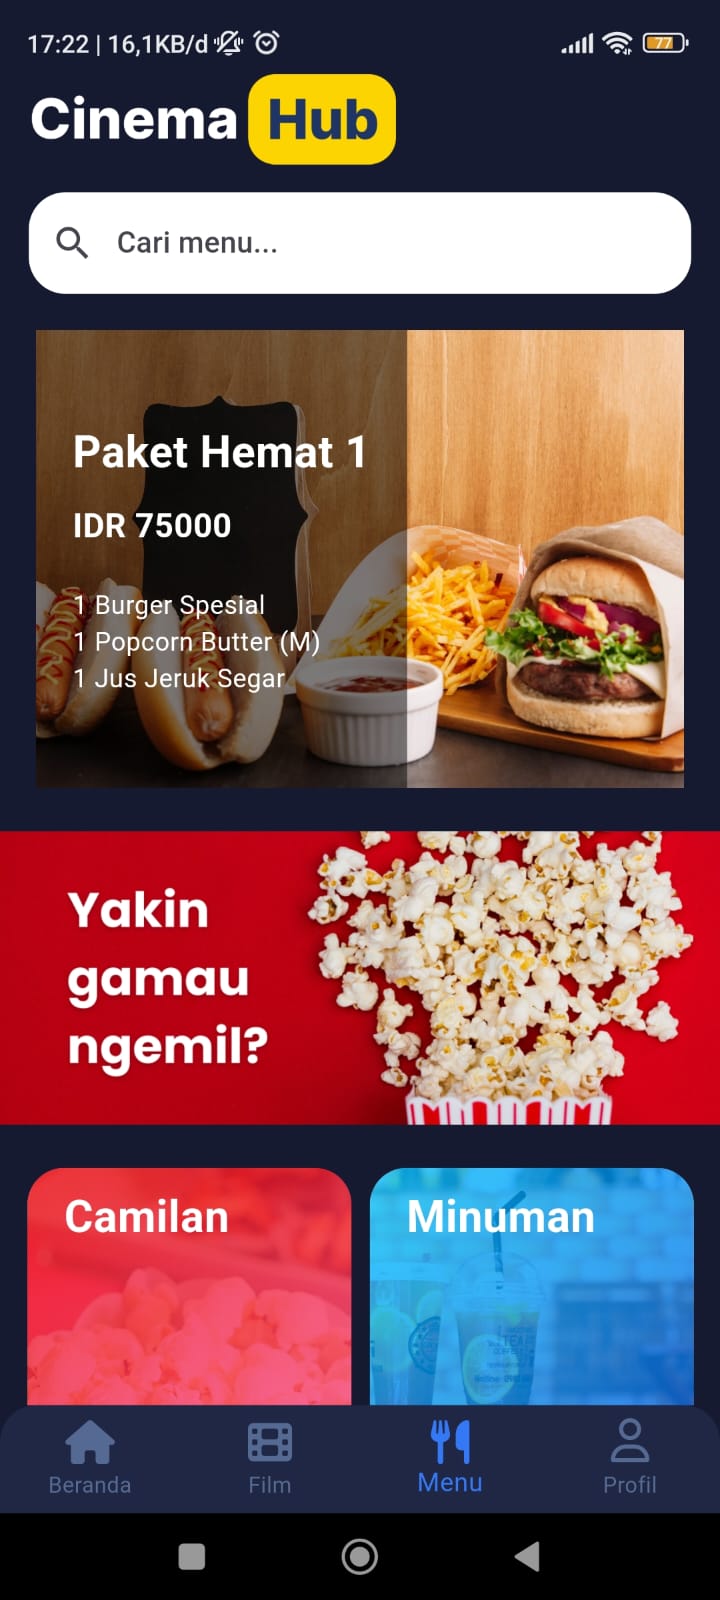 17:22 | 16,1KB/d
77
Cinema Hub
Cari menu...
Paket Hemat 1
IDR 75000
1 Burger Spesial
1 Popcorn Butter (M)
1 Jus Jeruk Segar
Yakin
gamau
ngemil?
Camilan
Minuman
Beranda
Film
Menu
Profil